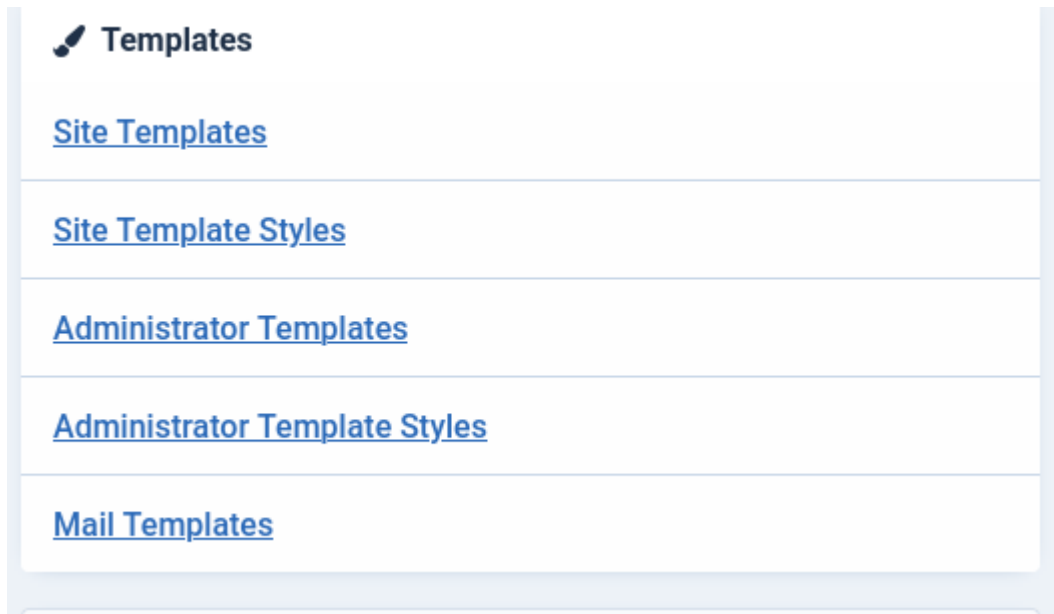 Templates
Site Templates
Site Template Styles
Administrator Templates
Administrator Template Styles
Mail Templates